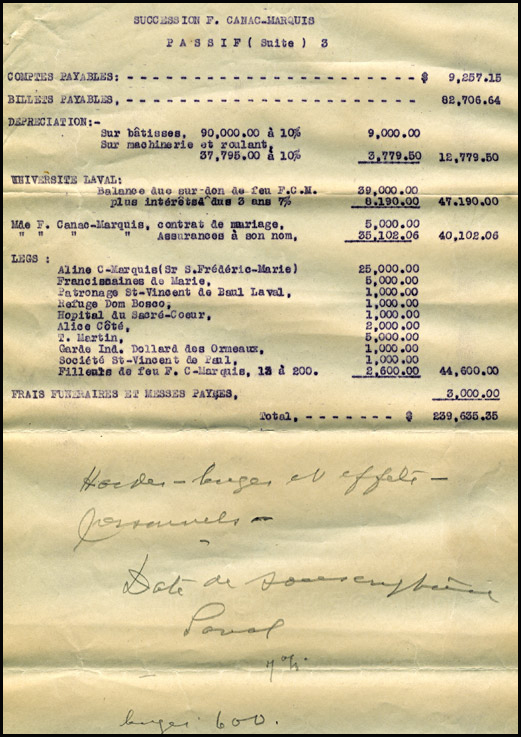 SUCCESSION F. CANAC-MARQUIS
P A S S I F ( Suite ) 3
COMPTES PAYABLES: - - - - - - - - - - - - - - - - - - - - - - - $ 9,257.15
BILLETS PAYABLES, - - - - - - - - - - - - - - - - - - - - - - - 82,706.64
DEPRECIATION:-
Sur bâtisses, 90,000.00 à 10% 9,000.00
Sur machinerie et roulant,
37,795.00 à 10% 3,779.50 12,779.50
UNIVERSITE LAVAL:
Balance due sur don de feu F.C.M. 39,000.00
plus intérêts dus 3 ans 7% 8,190.00 47,190.00
Mde F. Canac-Marquis, contrat de mariage, 5,000.00
" " " " Assurances à son nom, 35,102.06 40,102.06
LEGS :
Aline C-Marquis(Sr S.Frédéric-Marie) 25,000.00
Franciscaines de Marie, 5,000.00
Patronage St-Vincent de Baul Laval, 1,000.00
Refuge Dom Bosco, 1,000.00
Hopital du Sacré-Coeur, 1,000.00
Alice Côté, 2,000.00
T. Martin, 5,000.00
Garde Ind. Dollard des Ormeaux, 1,000.00
Société St-Vincent de Paul, 1,000.00
Filleuls de feu F. C-Marquis, 13 à 200. 2,600.00 44,600.00
FRAIS FUNERAIRES ET MESSES PAYEES, 3,000.00
Total, - - - - - - - $ 239,635.35
Hardes - linges et effets -
personnels -
Date de souscription
Laval
7 %
linges 600.